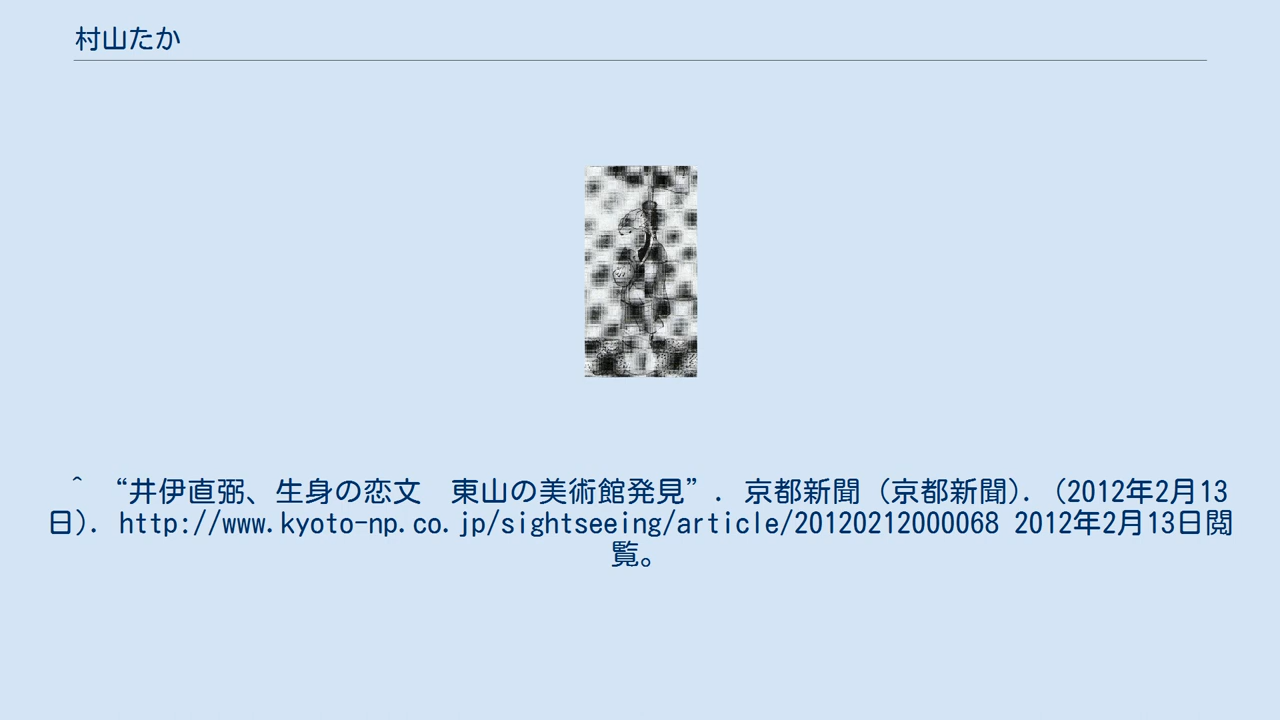 村山たか
^ “井伊直弼、生身の恋文　東山の美術館発見”. 京都新聞 (京都新聞). (2012年2月13
日). http://www.kyoto-np.co.jp/sightseeing/article/20120212000068 2012年2月13日閲
覧。